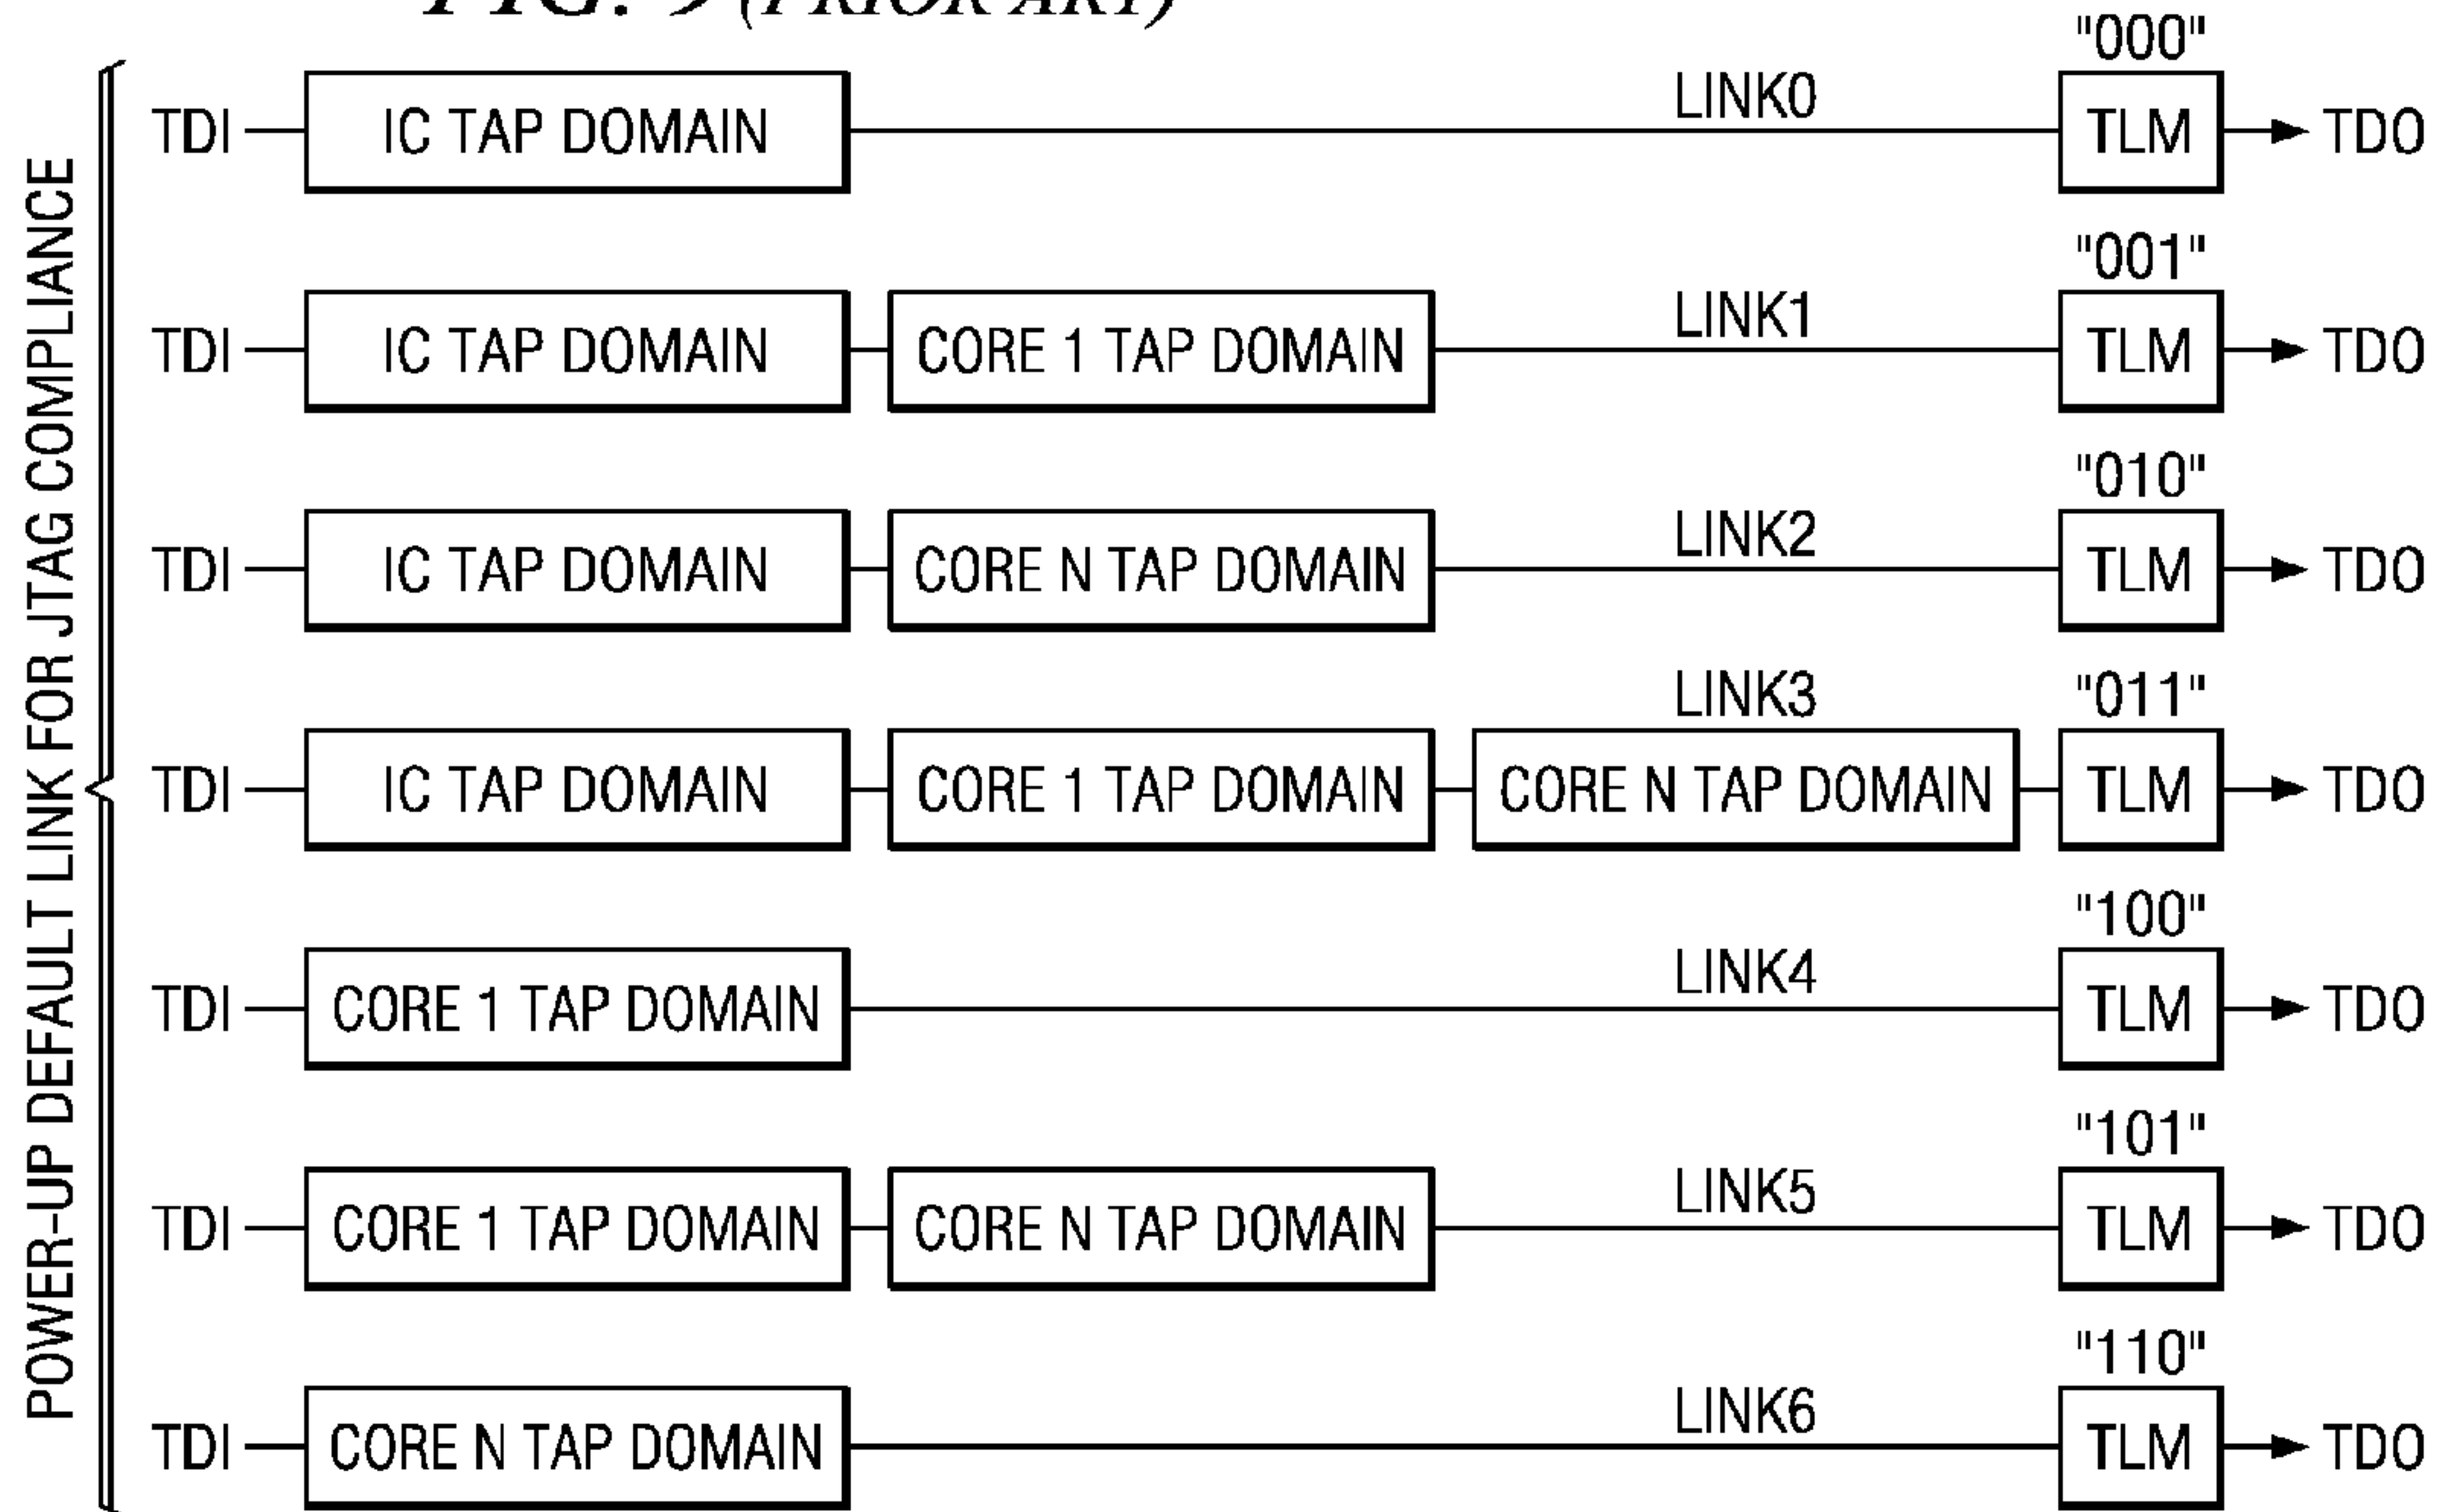 FIG. 9 (PRIOR ART)
POWER-UP DEFAULT LINK FOR JTAG COMPLIANCE
"000"
TDI IC TAP DOMAIN LINK0 TLM TDO
"001"
TDI IC TAP DOMAIN CORE 1 TAP DOMAIN LINK1 TLM TDO
"010"
TDI IC TAP DOMAIN CORE N TAP DOMAIN LINK2 TLM TDO
LINK3 "011"
TDI IC TAP DOMAIN CORE 1 TAP DOMAIN CORE N TAP DOMAIN TLM TDO
"100"
TDI CORE 1 TAP DOMAIN LINK4 TLM TDO
"101"
TDI CORE 1 TAP DOMAIN CORE N TAP DOMAIN LINK5 TLM TDO
"110"
TDI CORE N TAP DOMAIN LINK6 TLM TDO